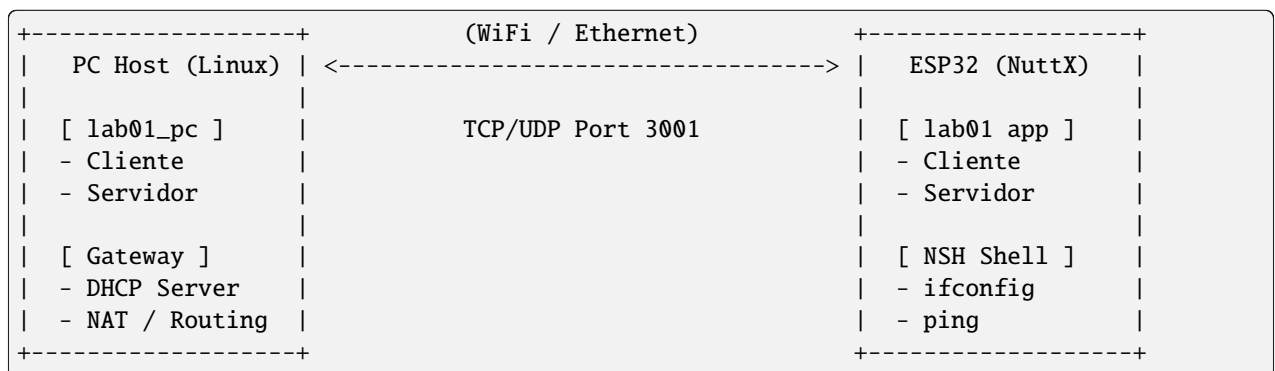 +-------------------+ (WiFi / Ethernet) +------------------+
| PC Host (Linux) | <-----------------------------------> | ESP32 (NuttX) |
| | | |
| [ lab01_pc ] | TCP/UDP Port 3001 | [ lab01 app ] |
| - Cliente | | - Cliente |
| - Servidor | | - Servidor |
| | | |
| [ Gateway ] | | [ NSH Shell ] |
| - DHCP Server | | - ifconfig |
| - NAT / Routing | | - ping |
+-------------------+ +------------------+